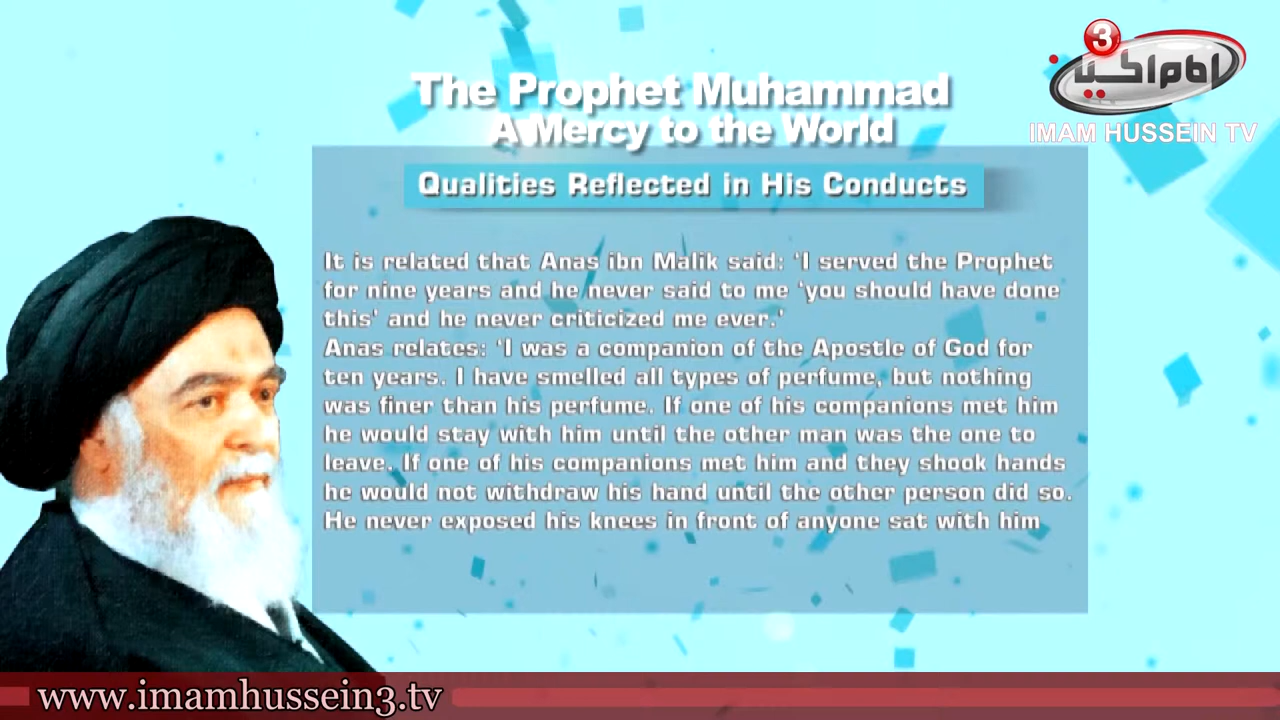 3
امام حسین
IMAM HUSSEIN TV
The Prophet Muhammad
A Mercy to the World
Qualities Reflected in His Conducts
It is related that Anas ibn Malik said: ‘I served the Prophet
for nine years and he never said to me ‘you should have done
this’ and he never criticized me ever.’
Anas relates: ‘I was a companion of the Apostle of God for
ten years. I have smelled all types of perfume, but nothing
was finer than his perfume. If one of his companions met him
he would stay with him until the other man was the one to
leave. If one of his companions met him and they shook hands
he would not withdraw his hand until the other person did so.
He never exposed his knees in front of anyone sat with him
www.imamhussein3.tv